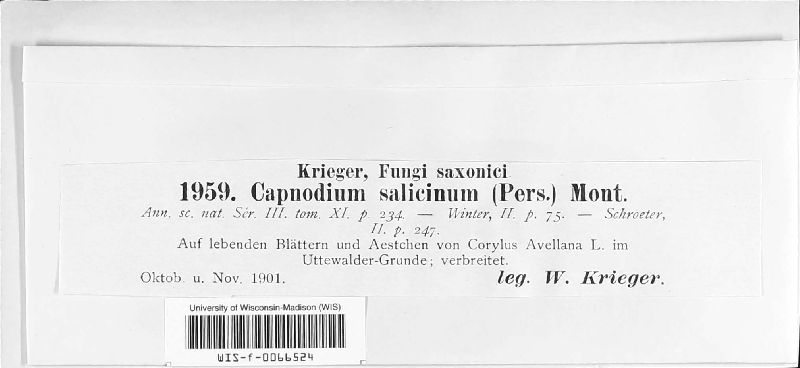 Krieger, Fungi saxonici
1959. Capnodium salicinum (Pers.) Mont.
Ann. sc. nat. Sér. III. tom. XI. p. 234. — Winter, II. p. 75. — Schroeter,
II. p. 247.
Auf lebenden Blättern und Aestchen von Corylus Avellana L. im
Uttewalder-Grunde; verbreitet.
Oktob. u. Nov. 1901. leg. W. Krieger.
University of Wisconsin-Madison (WIS)
WIS-f-0066524